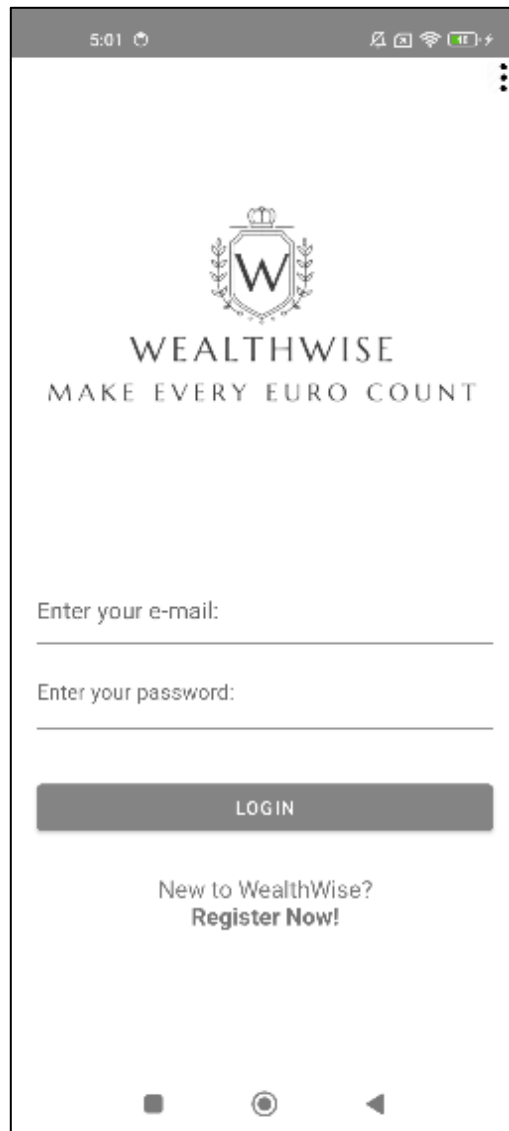 5:01
W
WEALTHWISE
MAKE EVERY EURO COUNT
Enter your e-mail:
Enter your password:
LOGIN
New to WealthWise?
Register Now!